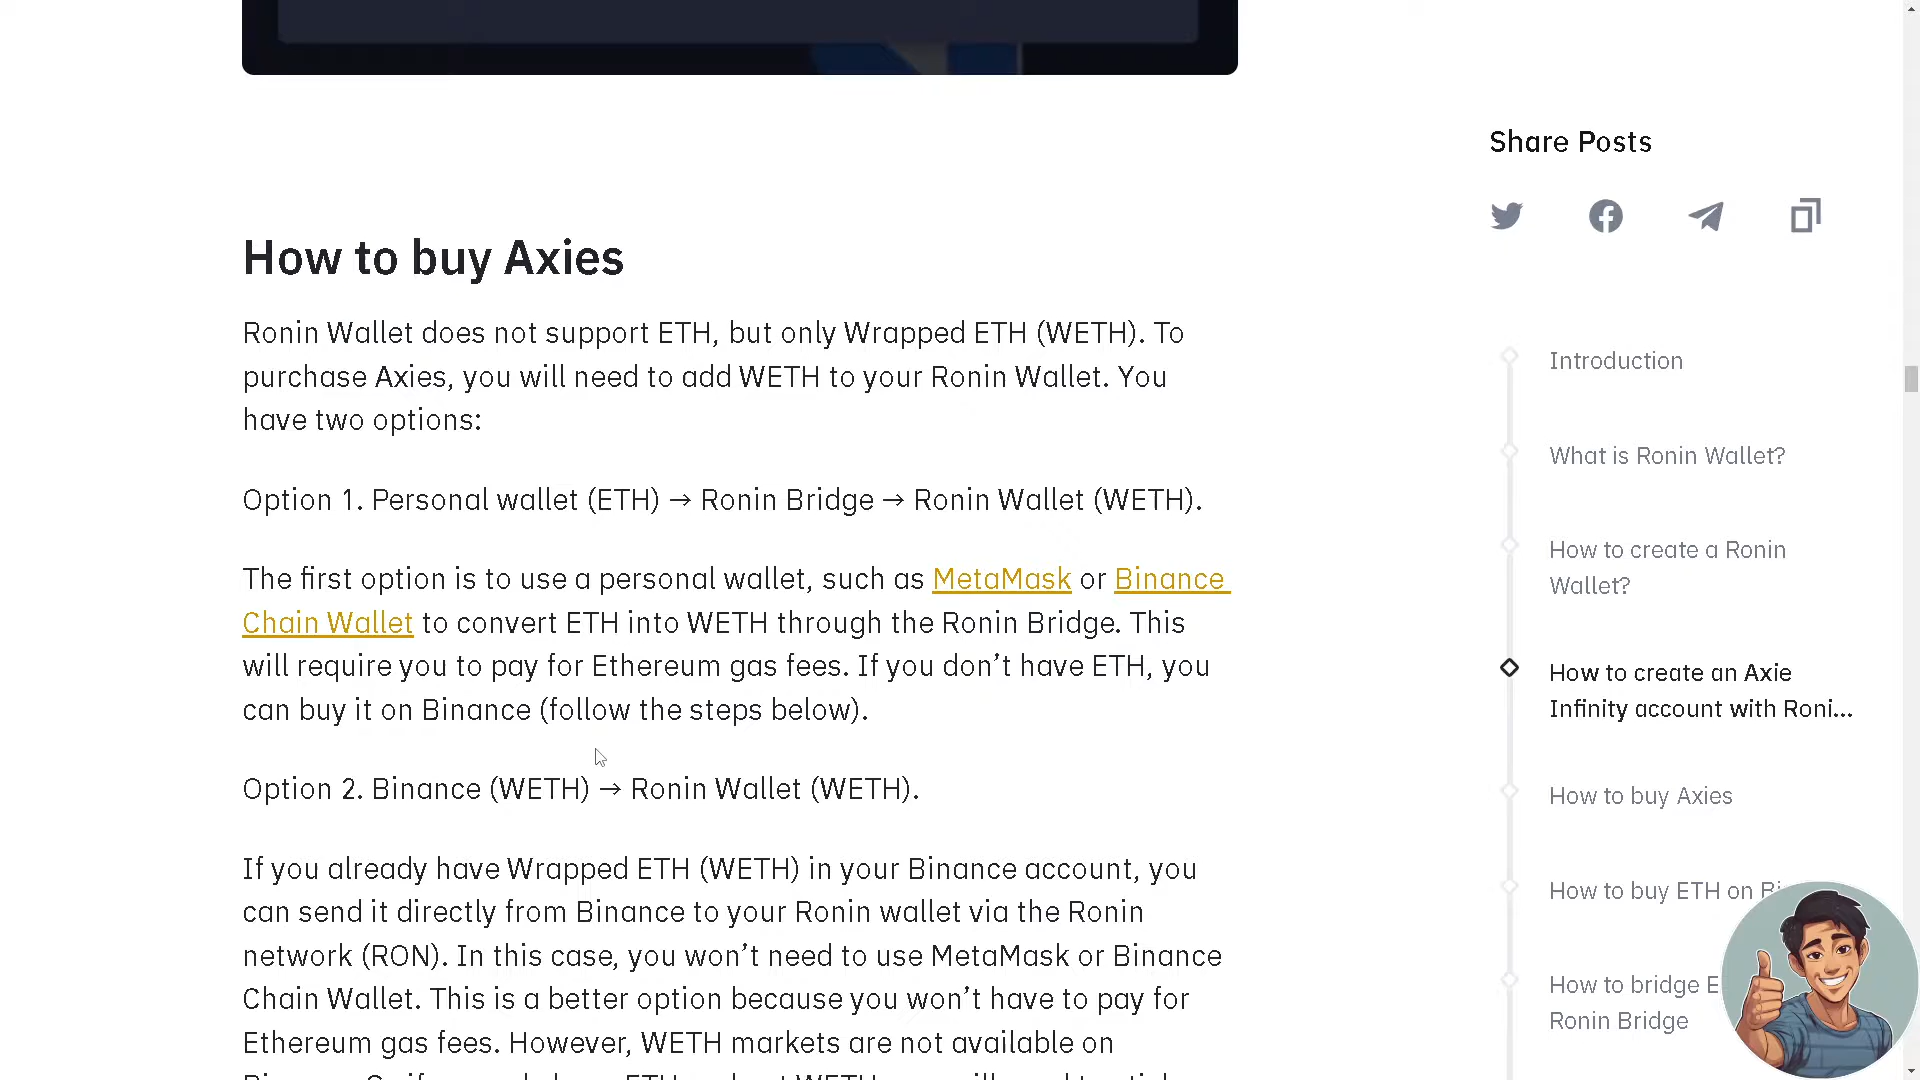 Share Posts
How to buy Axies
Ronin Wallet does not support ETH, but only Wrapped ETH (WETH). To
purchase Axies, you will need to add WETH to your Ronin Wallet. You
have two options:
Option 1. Personal wallet (ETH) → Ronin Bridge → Ronin Wallet (WETH).
The first option is to use a personal wallet, such as MetaMask or Binance
Chain Wallet to convert ETH into WETH through the Ronin Bridge. This
will require you to pay for Ethereum gas fees. If you don’t have ETH, you
can buy it on Binance (follow the steps below).
Option 2. Binance (WETH) → Ronin Wallet (WETH).
If you already have Wrapped ETH (WETH) in your Binance account, you
can send it directly from Binance to your Ronin wallet via the Ronin
network (RON). In this case, you won’t need to use MetaMask or Binance
Chain Wallet. This is a better option because you won’t have to pay for
Ethereum gas fees. However, WETH markets are not available on
Introduction
What is Ronin Wallet?
How to create a Ronin
Wallet?
How to create an Axie
Infinity account with Roni...
How to buy Axies
How to buy ETH on
How to bridge
Ronin Bridge